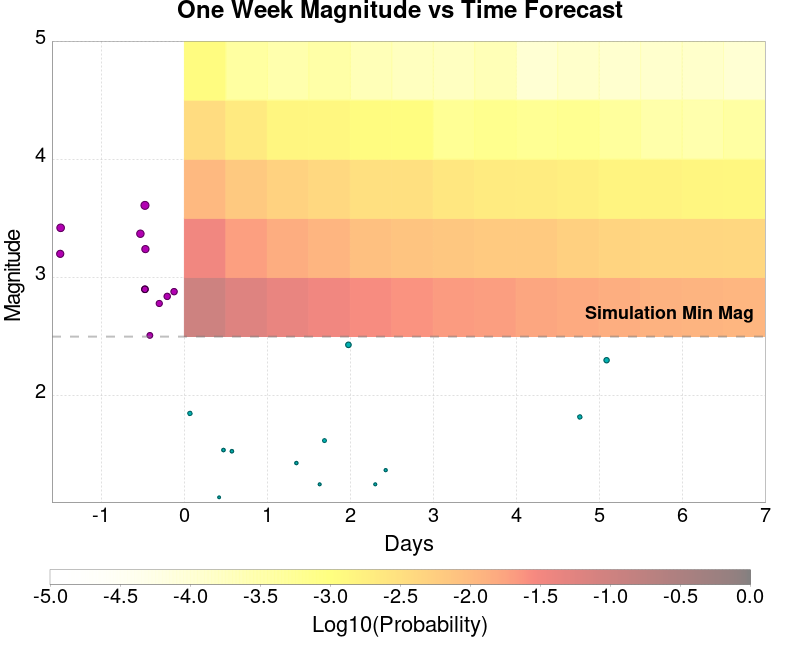 One Week Magnitude vs Time Forecast
5
4
3
2
Magnitude
Simulation Min Mag
-1 0 1 2 3 4 5 6 7
Days
-5.0 -4.5 -4.0 -3.5 -3.0 -2.5 -2.0 -1.5 -1.0 -0.5 0.0
Log10(Probability)